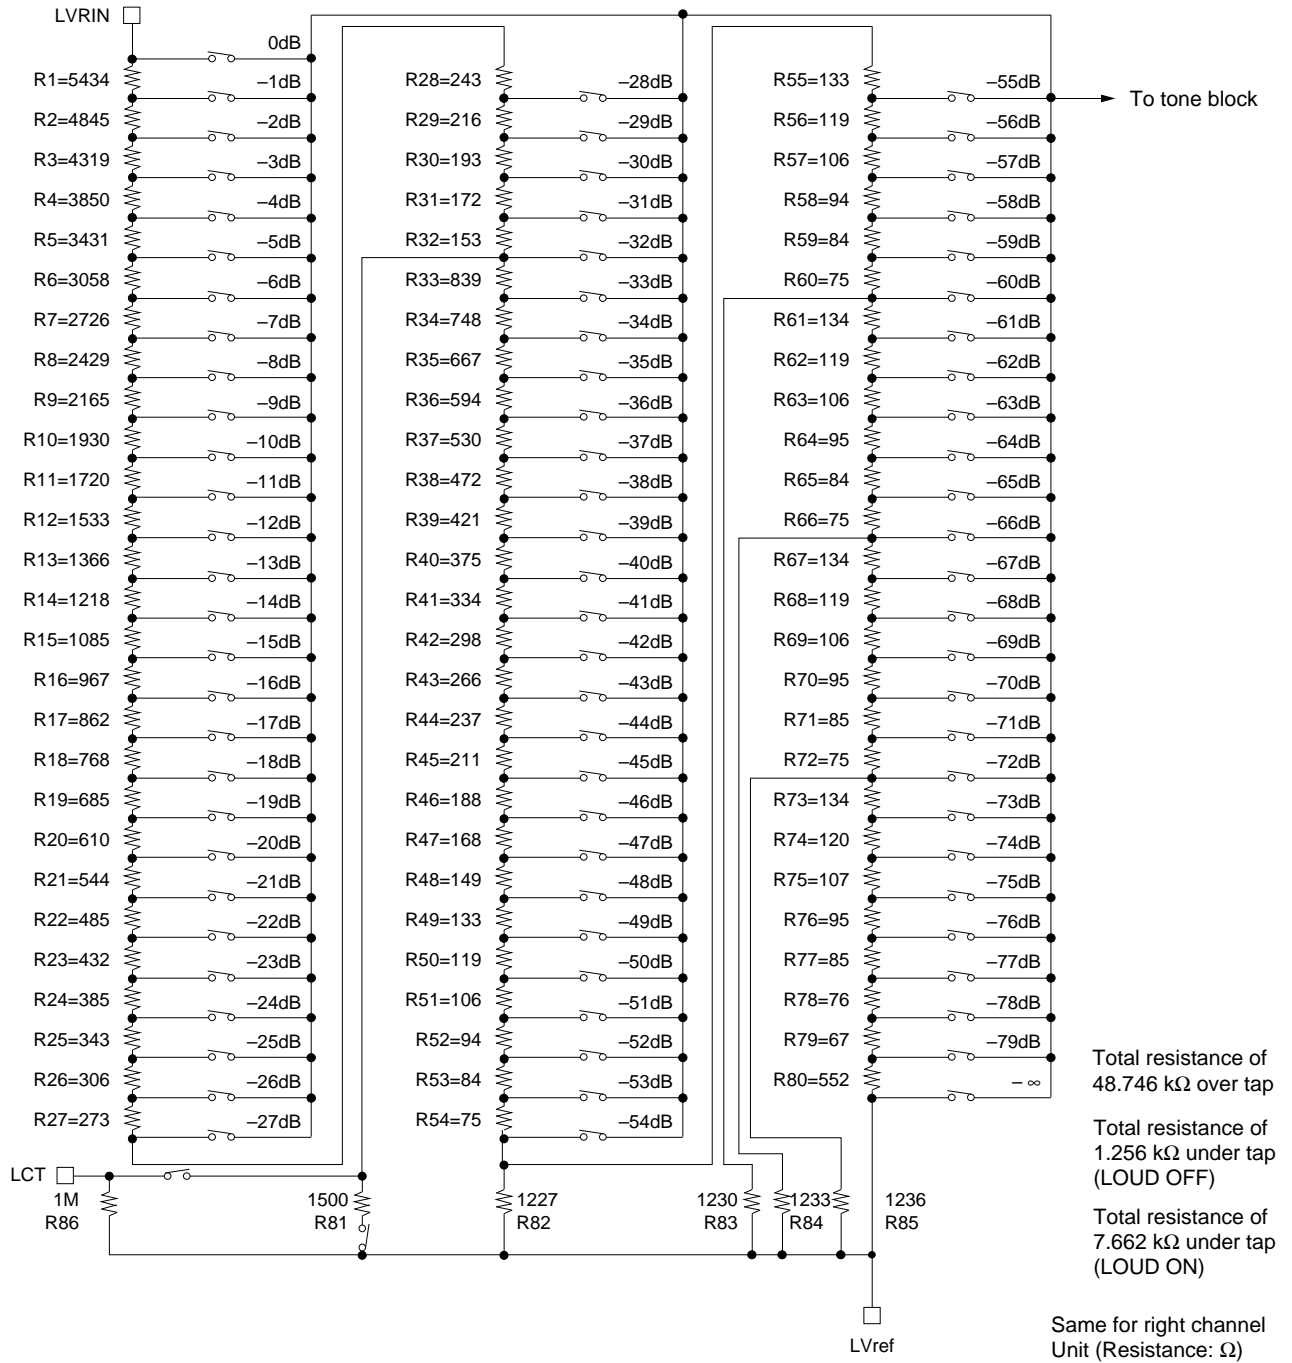 LVRIN
0dB
R1=5434
–1dB
R2=4845
–2dB
R3=4319
–3dB
R4=3850
–4dB
R5=3431
–5dB
R6=3058
–6dB
R7=2726
–7dB
R8=2429
–8dB
R9=2165
–9dB
R10=1930
–10dB
R11=1720
–11dB
R12=1533
–12dB
R13=1366
–13dB
R14=1218
–14dB
R15=1085
–15dB
R16=967
–16dB
R17=862
–17dB
R18=768
–18dB
R19=685
–19dB
R20=610
–20dB
R21=544
–21dB
R22=485
–22dB
R23=432
–23dB
R24=385
–24dB
R25=343
–25dB
R26=306
–26dB
R27=273
–27dB
R28=243
–28dB
R29=216
–29dB
R30=193
–30dB
R31=172
–31dB
R32=153
–32dB
R33=839
–33dB
R34=748
–34dB
R35=667
–35dB
R36=594
–36dB
R37=530
–37dB
R38=472
–38dB
R39=421
–39dB
R40=375
–40dB
R41=334
–41dB
R42=298
–42dB
R43=266
–43dB
R44=237
–44dB
R45=211
–45dB
R46=188
–46dB
R47=168
–47dB
R48=149
–48dB
R49=133
–49dB
R50=119
–50dB
R51=106
–51dB
R52=94
–52dB
R53=84
–53dB
R54=75
–54dB
R55=133
–55dB
To tone block
R56=119
–56dB
R57=106
–57dB
R58=94
–58dB
R59=84
–59dB
R60=75
–60dB
R61=134
–61dB
R62=119
–62dB
R63=106
–63dB
R64=95
–64dB
R65=84
–65dB
R66=75
–66dB
R67=134
–67dB
R68=119
–68dB
R69=106
–69dB
R70=95
–70dB
R71=85
–71dB
R72=75
–72dB
R73=134
–73dB
R74=120
–74dB
R75=107
–75dB
R76=95
–76dB
R77=85
–77dB
R78=76
–78dB
R79=67
–79dB
R80=552
– ∞
LCT
1M
R86
1500
R81
1227
R82
1230
R83
1233
R84
1236
R85
LVref
Total resistance of
48.746 kΩ over tap
Total resistance of
1.256 kΩ under tap
(LOUD OFF)
Total resistance of
7.662 kΩ under tap
(LOUD ON)
Same for right channel
Unit (Resistance: Ω)